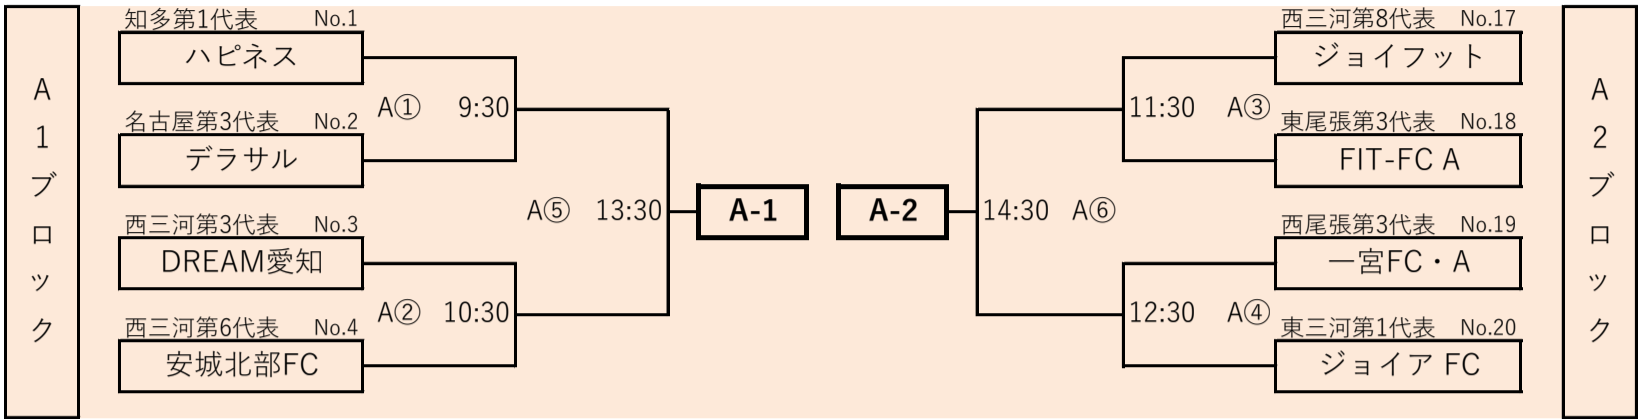 A1ブロック
知多第1代表 No.1
ハピネス
A① 9:30
名古屋第3代表 No.2
デラサル
A⑤ 13:30
A-1
西三河第3代表 No.3
DREAM愛知
A② 10:30
西三河第6代表 No.4
安城北部FC
西三河第8代表 No.17
ジョイフット
11:30 A③
東尾張第3代表 No.18
FIT-FC A
A-2
14:30 A⑥
西尾張第3代表 No.19
一宮FC・A
12:30 A④
東三河第1代表 No.20
ジョイア FC
A2ブロック